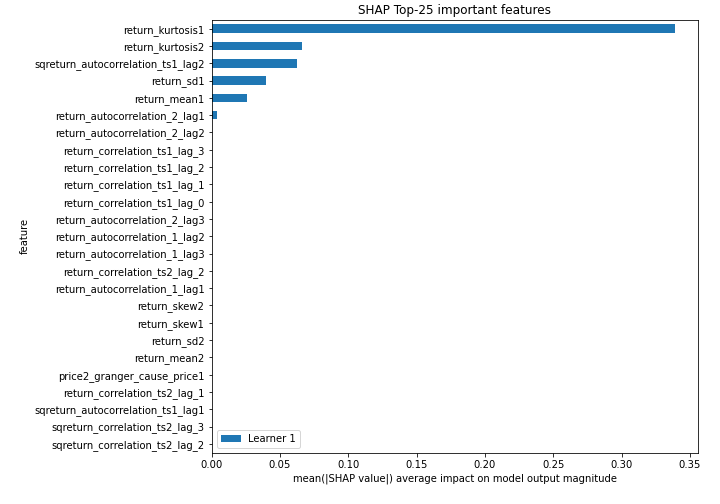 SHAP Top-25 important features
return_kurtosis1
return_kurtosis2
sqreturn_autocorrelation_ts1_lag2
return_sd1
return_mean1
return_autocorrelation_2_lag1
return_autocorrelation_2_lag2
return_correlation_ts1_lag_3
return_correlation_ts1_lag_2
return_correlation_ts1_lag_1
return_correlation_ts1_lag_0
return_autocorrelation_2_lag3
return_autocorrelation_1_lag2
return_autocorrelation_1_lag3
return_correlation_ts2_lag_2
return_autocorrelation_1_lag1
return_skew2
return_skew1
return_sd2
return_mean2
price2_granger_cause_price1
return_correlation_ts2_lag_1
sqreturn_autocorrelation_ts1_lag1
sqreturn_correlation_ts2_lag_3
sqreturn_correlation_ts2_lag_2
feature
Learner 1
0.00 0.05 0.10 0.15 0.20 0.25 0.30 0.35
mean(|SHAP value|) average impact on model output magnitude